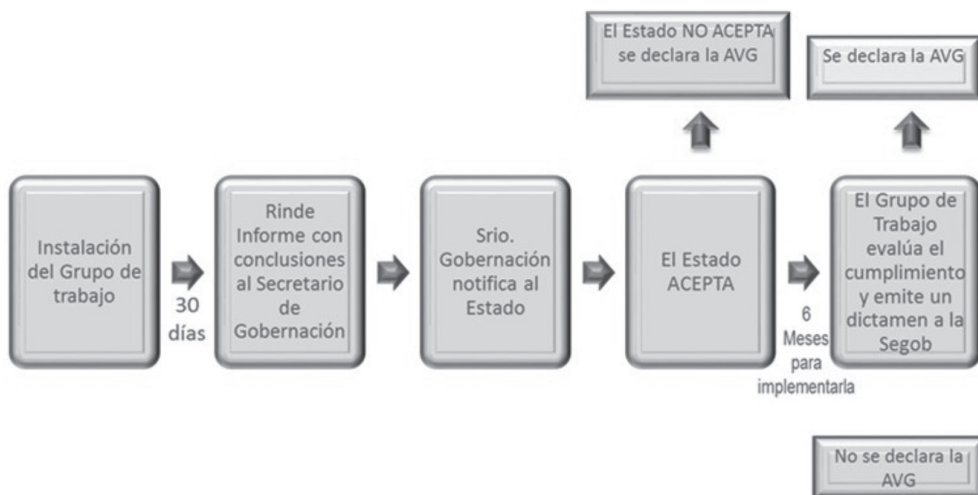 El Estado NO ACEPTA
se declara la AVG
Se declara la AVG
Instalación
del Grupo de
trabajo
30
días
Rinde
Informe con
conclusiones
al Secretario
de
Gobernación
Srio.
Gobernación
notifica al
Estado
El Estado
ACEPTA
6
Meses
para
implementarla
El Grupo de
Trabajo
evalúa el
cumplimiento
y emite un
dictamen a la
Segob
No se declara la
AVG